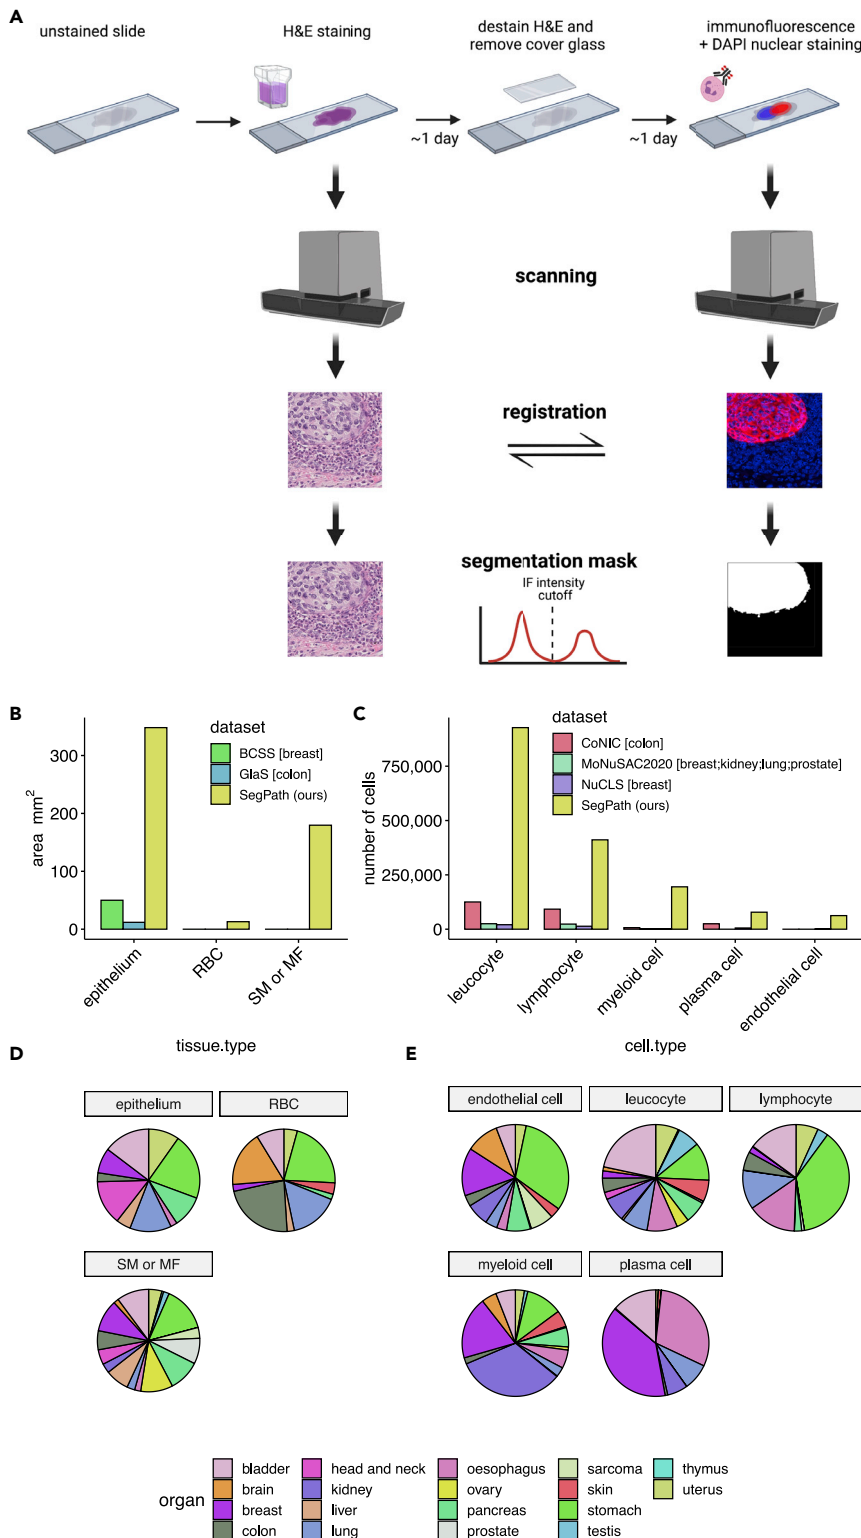 A
unstained slide
H&E staining
destain H&E and
remove cover glass
immunofluorescence
+ DAPI nuclear staining
~1 day
~1 day
scanning
registration
segmentation mask
IF intensity
cutoff
B
dataset
BCSS [breast]
GlaS [colon]
SegPath (ours)
area mm²
300
200
100
0
epithelium
RBC
SM or MF
C
dataset
CoNIC [colon]
MoNuSAC2020 [breast;kidney;lung;prostate]
NuCLS [breast]
SegPath (ours)
number of cells
750,000
500,000
250,000
0
leucocyte
lymphocyte
myeloid cell
plasma cell
endothelial cell
D
tissue.type
epithelium
RBC
SM or MF
E
cell.type
endothelial cell
leucocyte
lymphocyte
myeloid cell
plasma cell
organ
bladder
brain
breast
colon
head and neck
kidney
liver
lung
oesophagus
ovary
pancreas
prostate
sarcoma
skin
stomach
testis
thymus
uterus